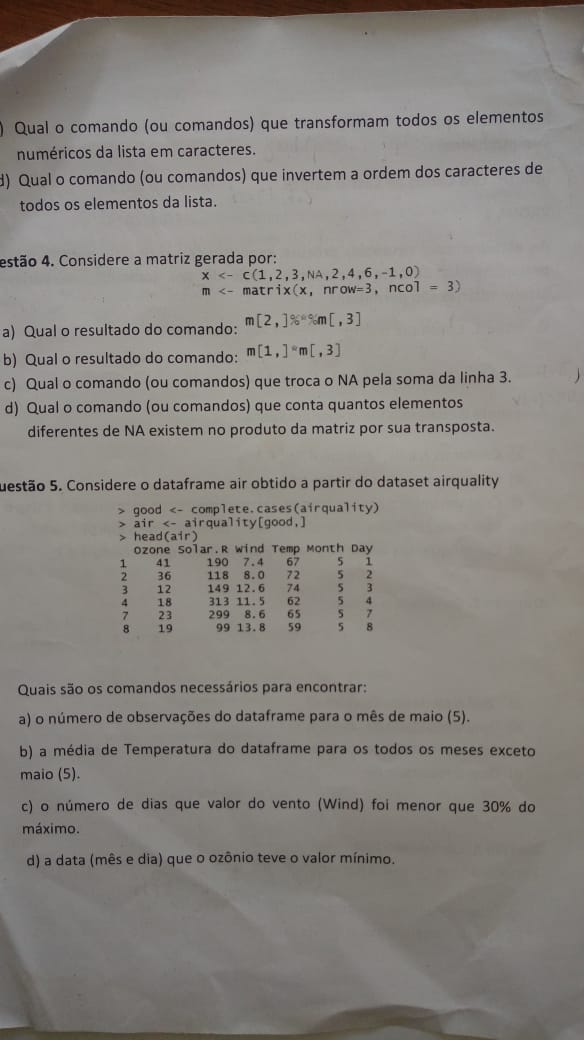 ) Qual o comando (ou comandos) que transformam todos os elementos
numéricos da lista em caracteres.
d) Qual o comando (ou comandos) que invertem a ordem dos caracteres de
todos os elementos da lista.
estão 4. Considere a matriz gerada por:
x <- c(1,2,3,NA,2,4,6,-1,0)
m <- matrix(x, nrow=3, ncol = 3)
a) Qual o resultado do comando: m[2,]%*%m[,3]
b) Qual o resultado do comando: m[1,]*m[,3]
c) Qual o comando (ou comandos) que troca o NA pela soma da linha 3.
d) Qual o comando (ou comandos) que conta quantos elementos
diferentes de NA existem no produto da matriz por sua transposta.
uestão 5. Considere o dataframe air obtido a partir do dataset airquality
> good <- complete.cases(airquality)
> air <- airquality[good,]
> head(air)
Ozone Solar.R Wind Temp Month Day
1 41 190 7.4 67 5 1
2 36 118 8.0 72 5 2
3 12 149 12.6 74 5 3
4 18 313 11.5 62 5 4
7 23 299 8.6 65 5 7
8 19 99 13.8 59 5 8
Quais são os comandos necessários para encontrar:
a) o número de observações do dataframe para o mês de maio (5).
b) a média de Temperatura do dataframe para os todos os meses exceto
maio (5).
c) o número de dias que valor do vento (Wind) foi menor que 30% do
máximo.
d) a data (mês e dia) que o ozônio teve o valor mínimo.